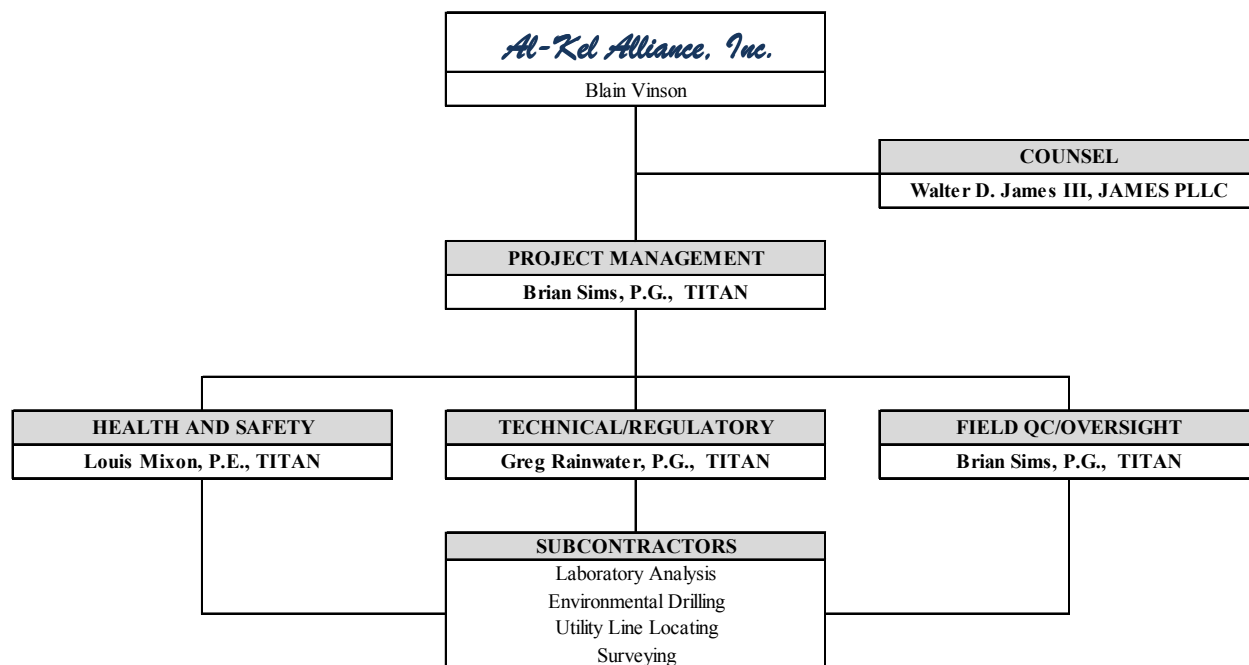 Al-Kel Alliance, Inc.
Blain Vinson
COUNSEL
Walter D. James III, JAMES PLLC
PROJECT MANAGEMENT
Brian Sims, P.G., TITAN
HEALTH AND SAFETY
Louis Mixon, P.E., TITAN
TECHNICAL/REGULATORY
Greg Rainwater, P.G., TITAN
FIELD QC/OVERSIGHT
Brian Sims, P.G., TITAN
SUBCONTRACTORS
Laboratory Analysis
Environmental Drilling
Utility Line Locating
Surveying